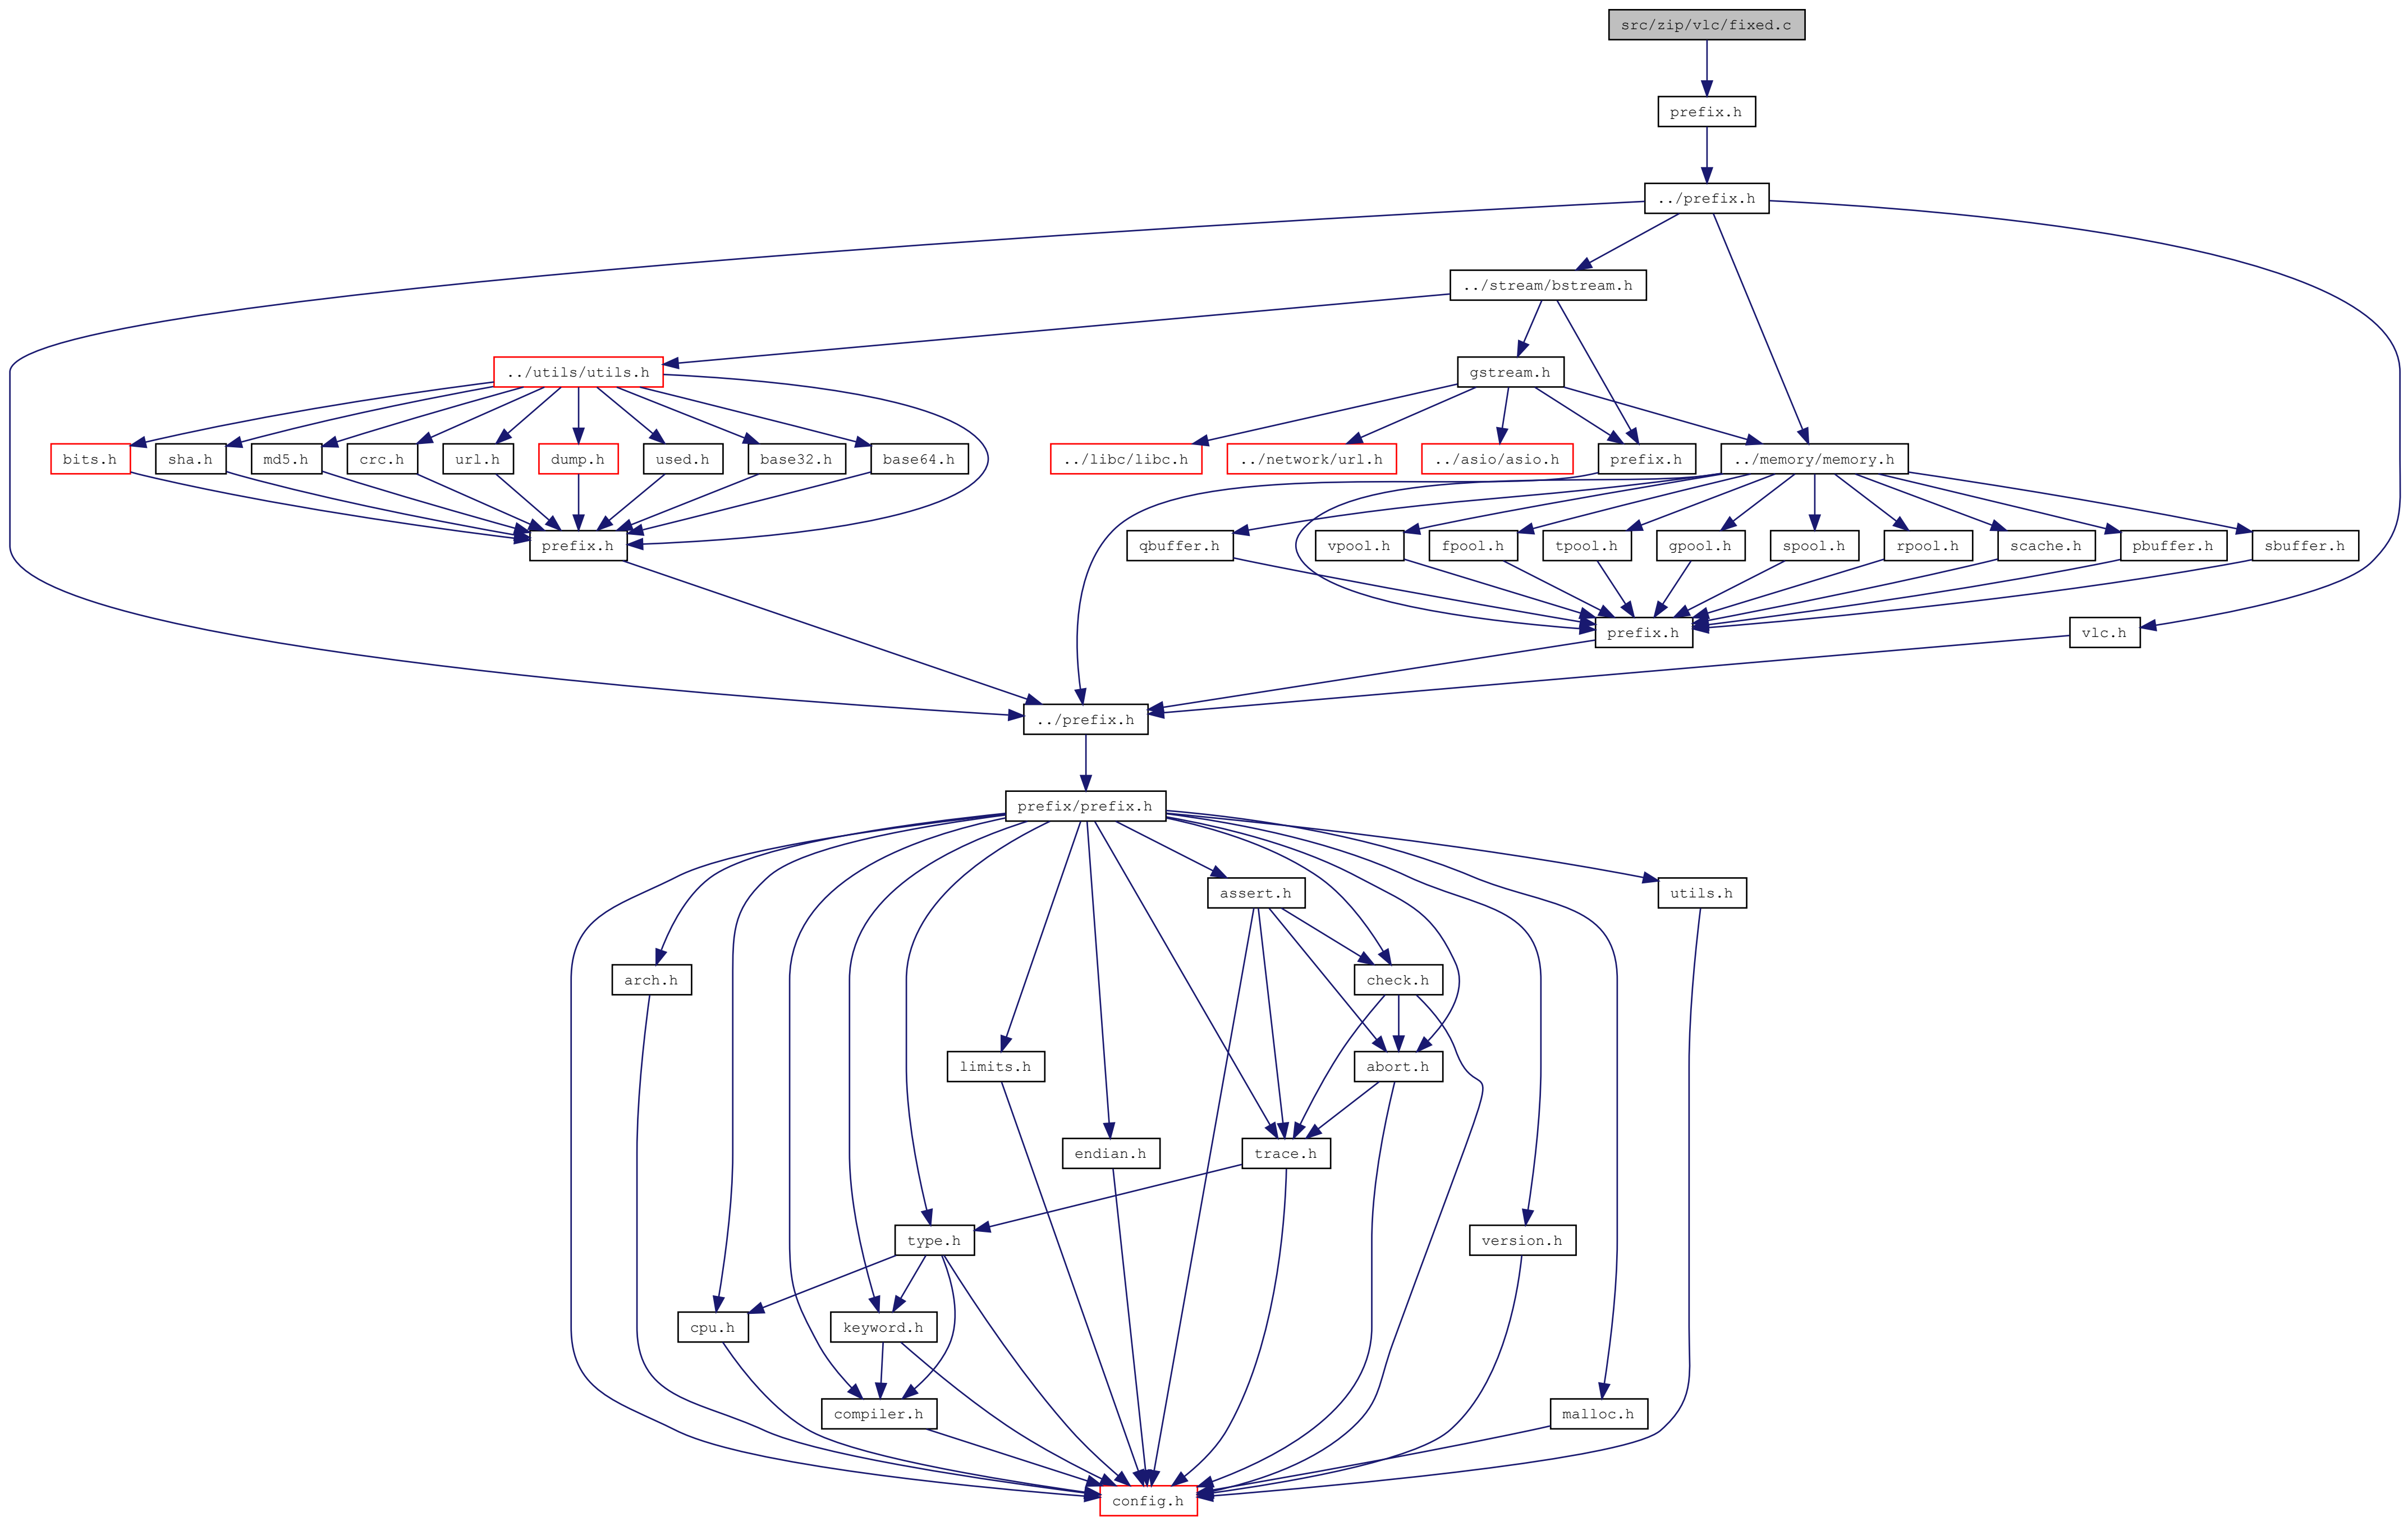 src/zip/vlc/fixed.c
prefix.h
../prefix.h
../stream/bstream.h
../utils/utils.h
gstream.h
bits.h
sha.h
md5.h
crc.h
url.h
dump.h
used.h
base32.h
base64.h
../libc/libc.h
../network/url.h
../asio/asio.h
prefix.h
../memory/memory.h
prefix.h
qbuffer.h
vpool.h
fpool.h
tpool.h
gpool.h
spool.h
rpool.h
scache.h
pbuffer.h
sbuffer.h
prefix.h
vlc.h
../prefix.h
prefix/prefix.h
assert.h
utils.h
arch.h
check.h
limits.h
abort.h
endian.h
trace.h
type.h
version.h
cpu.h
keyword.h
compiler.h
malloc.h
config.h